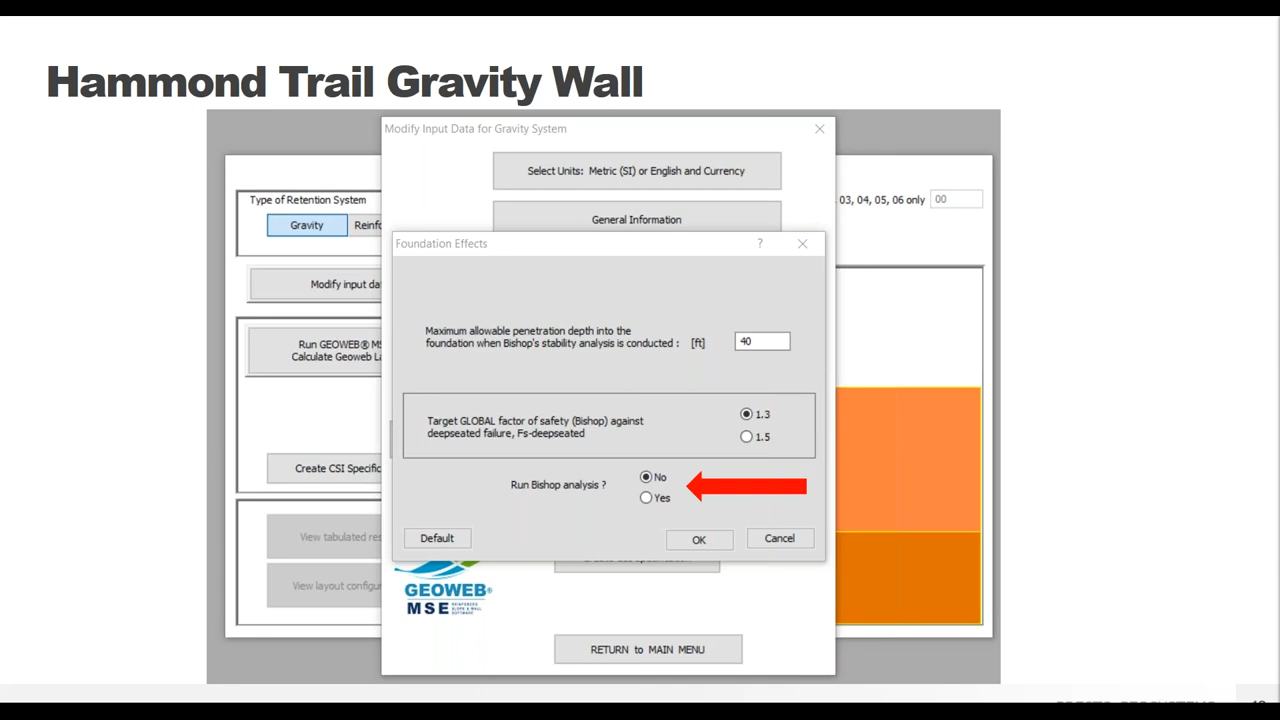 Hammond Trail Gravity Wall
Modify Input Data for Gravity System
Select Units: Metric (SI) or English and Currency
General Information
Type of Retention System
Gravity
Reinfo
03, 04, 05, 06 only
00
Modify input da
Run GEOWEB® MS
Calculate Geoweb La
Create CSI Specific
View tabulated res
View layout configu
Foundation Effects
?
Maximum allowable penetration depth into the
foundation when Bishop's stability analysis is conducted : [ft]
40
Target GLOBAL factor of safety (Bishop) against
deepseated failure, Fs-deepseated
1.3
1.5
Run Bishop analysis ?
No
Yes
Default
OK
Cancel
GEOWEB®
MSE
REINFORCED
SLOPE & WALL
SOFTWARE
RETURN to MAIN MENU